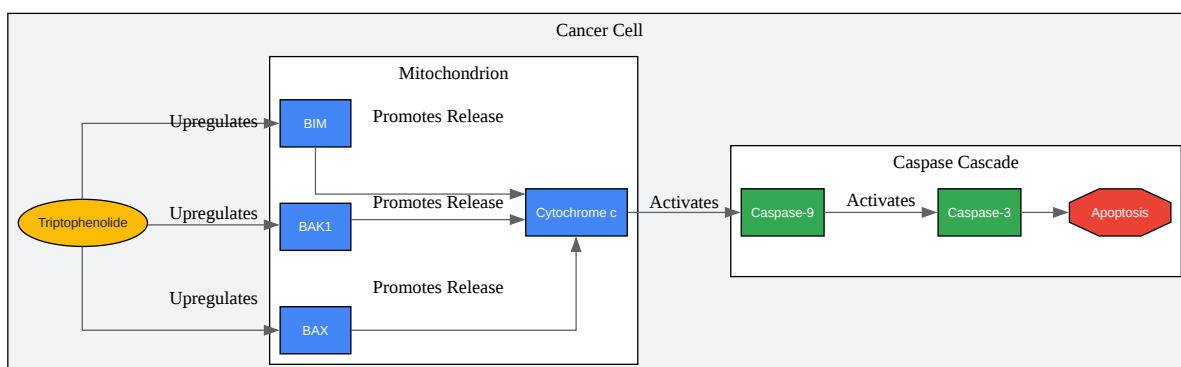 Cancer Cell
Mitochondrion
Upregulates
BIM
Promotes Release
Caspase Cascade
Triptophenolide
Upregulates
BAK1
Promotes Release
Cytochrome c
Activates
Caspase-9
Activates
Caspase-3
Apoptosis
Upregulates
BAX
Promotes Release